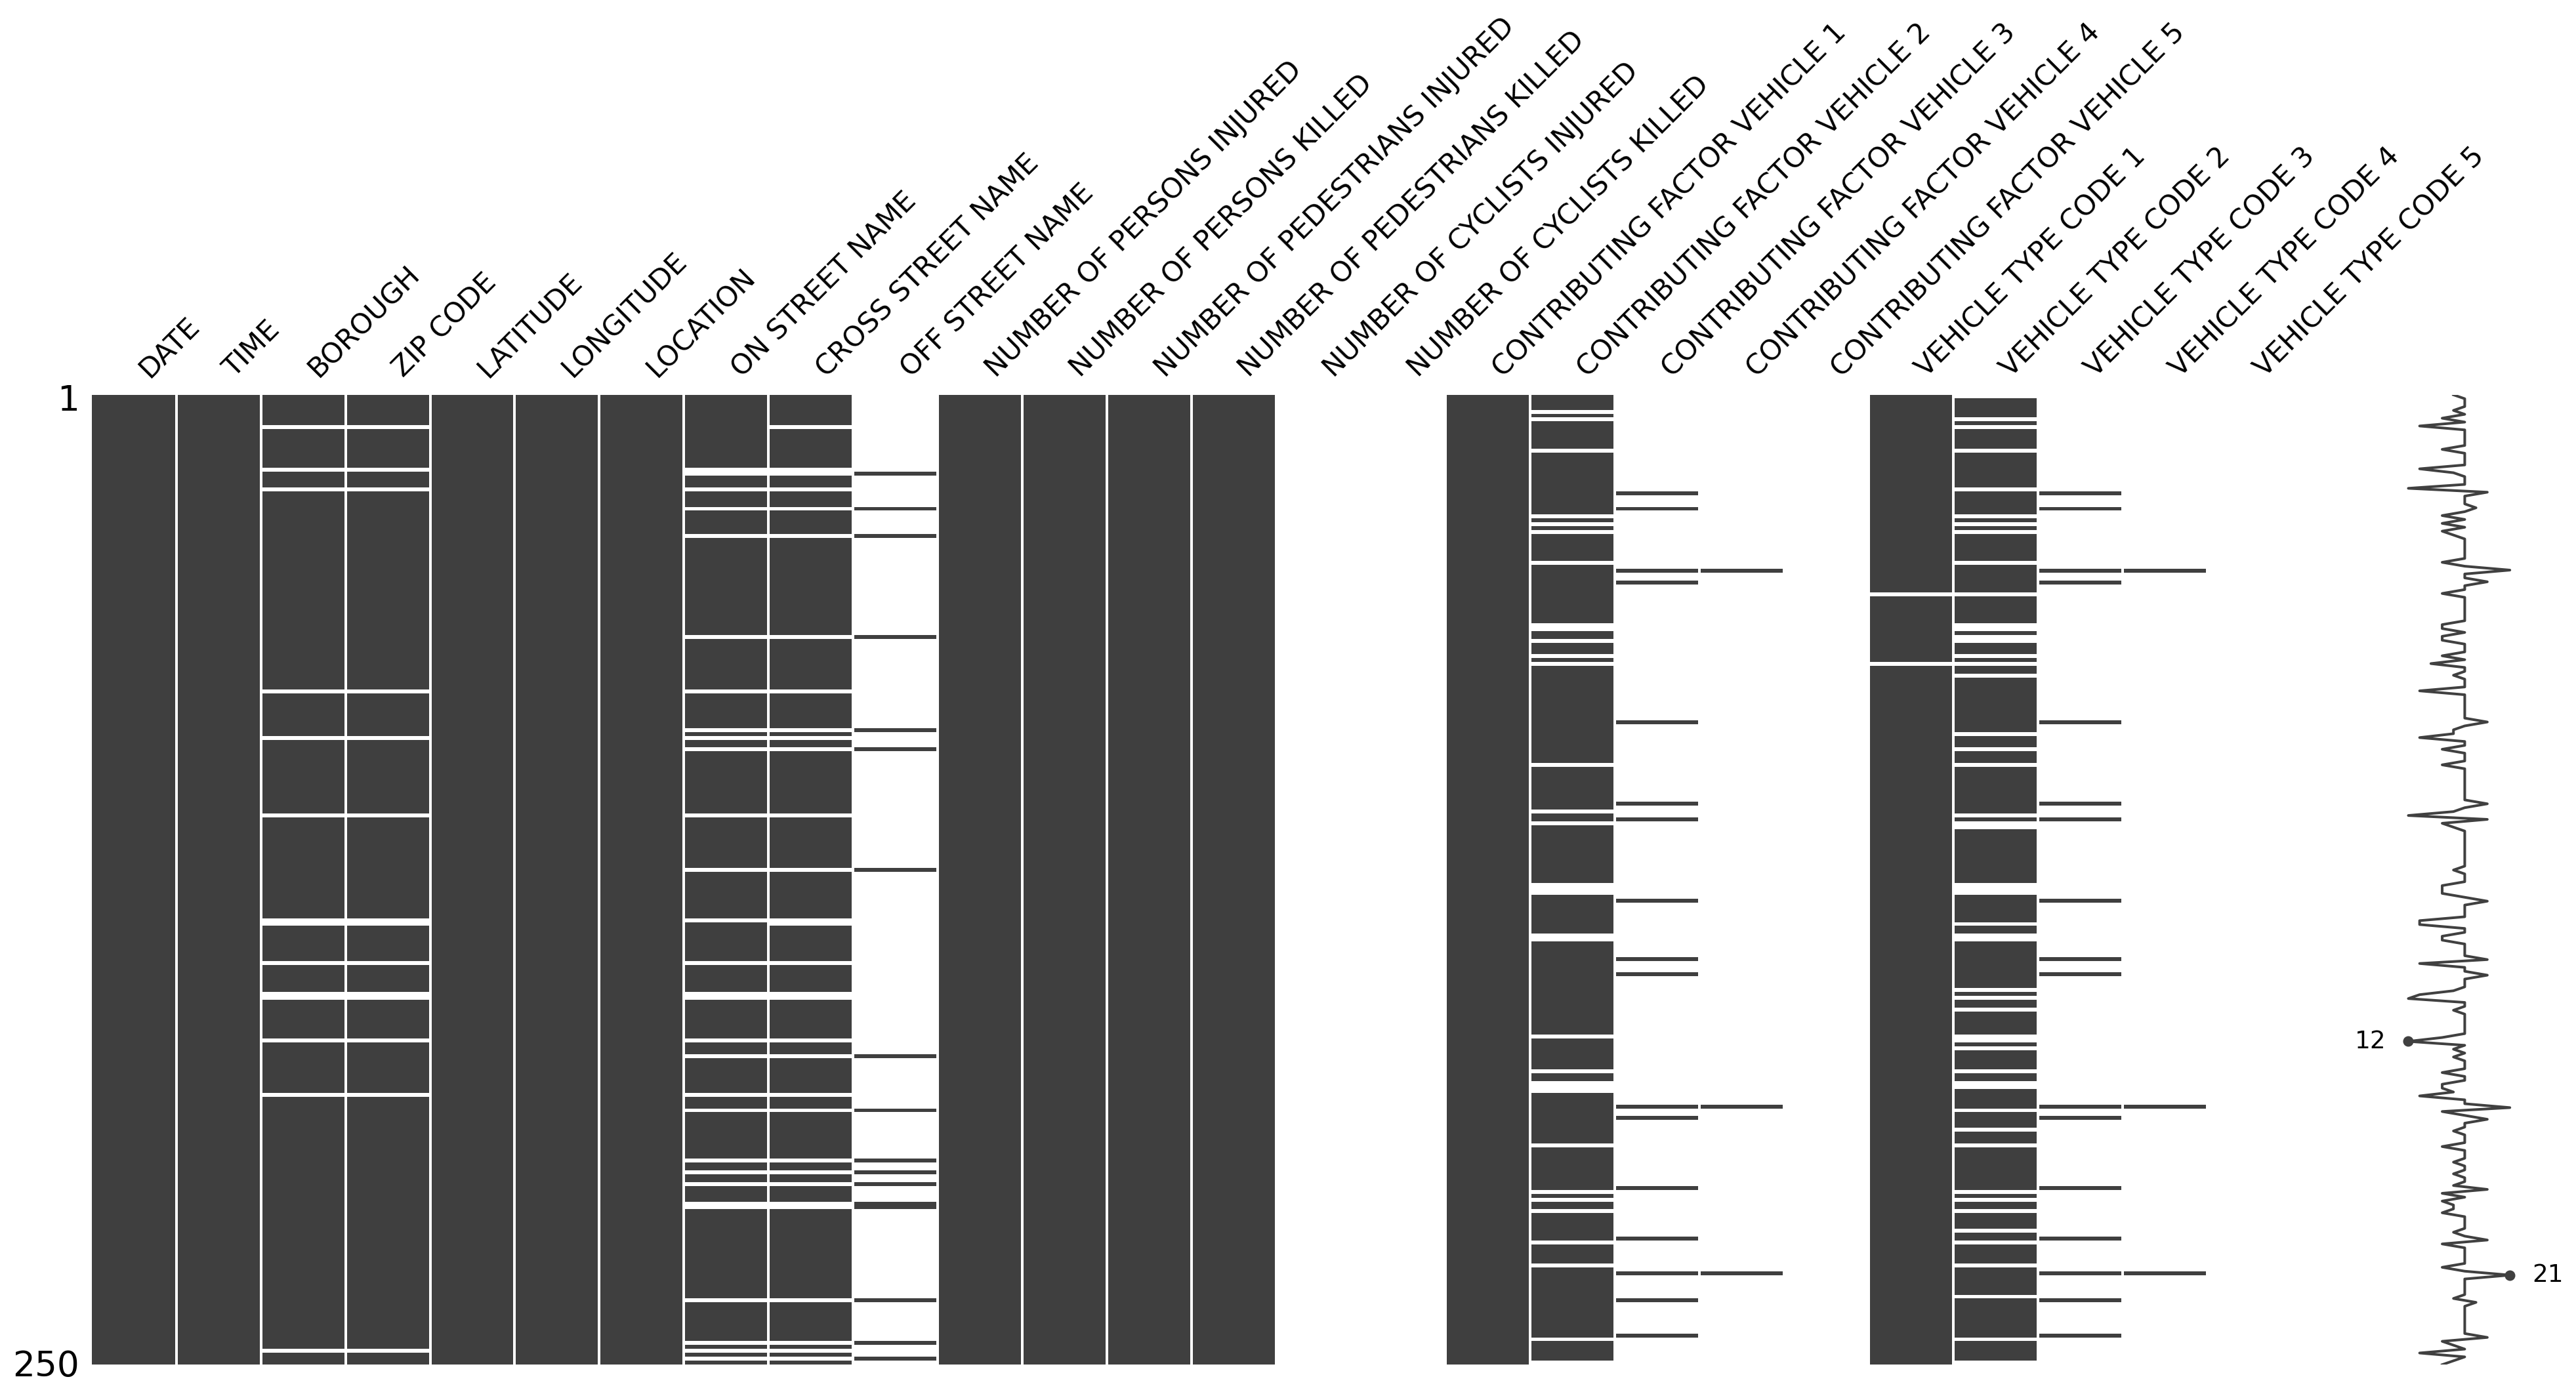 DATE
TIME
BOROUGH
ZIP CODE
LATITUDE
LONGITUDE
LOCATION
ON STREET NAME
CROSS STREET NAME
OFF STREET NAME
NUMBER OF PERSONS INJURED
NUMBER OF PERSONS KILLED
NUMBER OF PEDESTRIANS INJURED
NUMBER OF PEDESTRIANS KILLED
NUMBER OF CYCLISTS INJURED
NUMBER OF CYCLISTS KILLED
CONTRIBUTING FACTOR VEHICLE 1
CONTRIBUTING FACTOR VEHICLE 2
CONTRIBUTING FACTOR VEHICLE 3
CONTRIBUTING FACTOR VEHICLE 4
CONTRIBUTING FACTOR VEHICLE 5
VEHICLE TYPE CODE 1
VEHICLE TYPE CODE 2
VEHICLE TYPE CODE 3
VEHICLE TYPE CODE 4
VEHICLE TYPE CODE 5
1
12
21
250